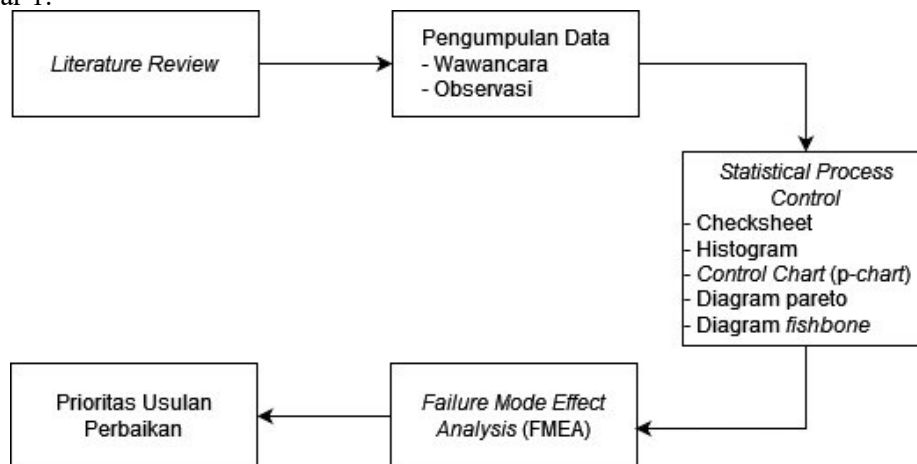 Literature Review
Pengumpulan Data
- Wawancara
- Observasi
Statistical Process
Control
- Checksheet
- Histogram
- Control Chart (p-chart)
- Diagram pareto
- Diagram fishbone
Failure Mode Effect
Analysis (FMEA)
Prioritas Usulan
Perbaikan